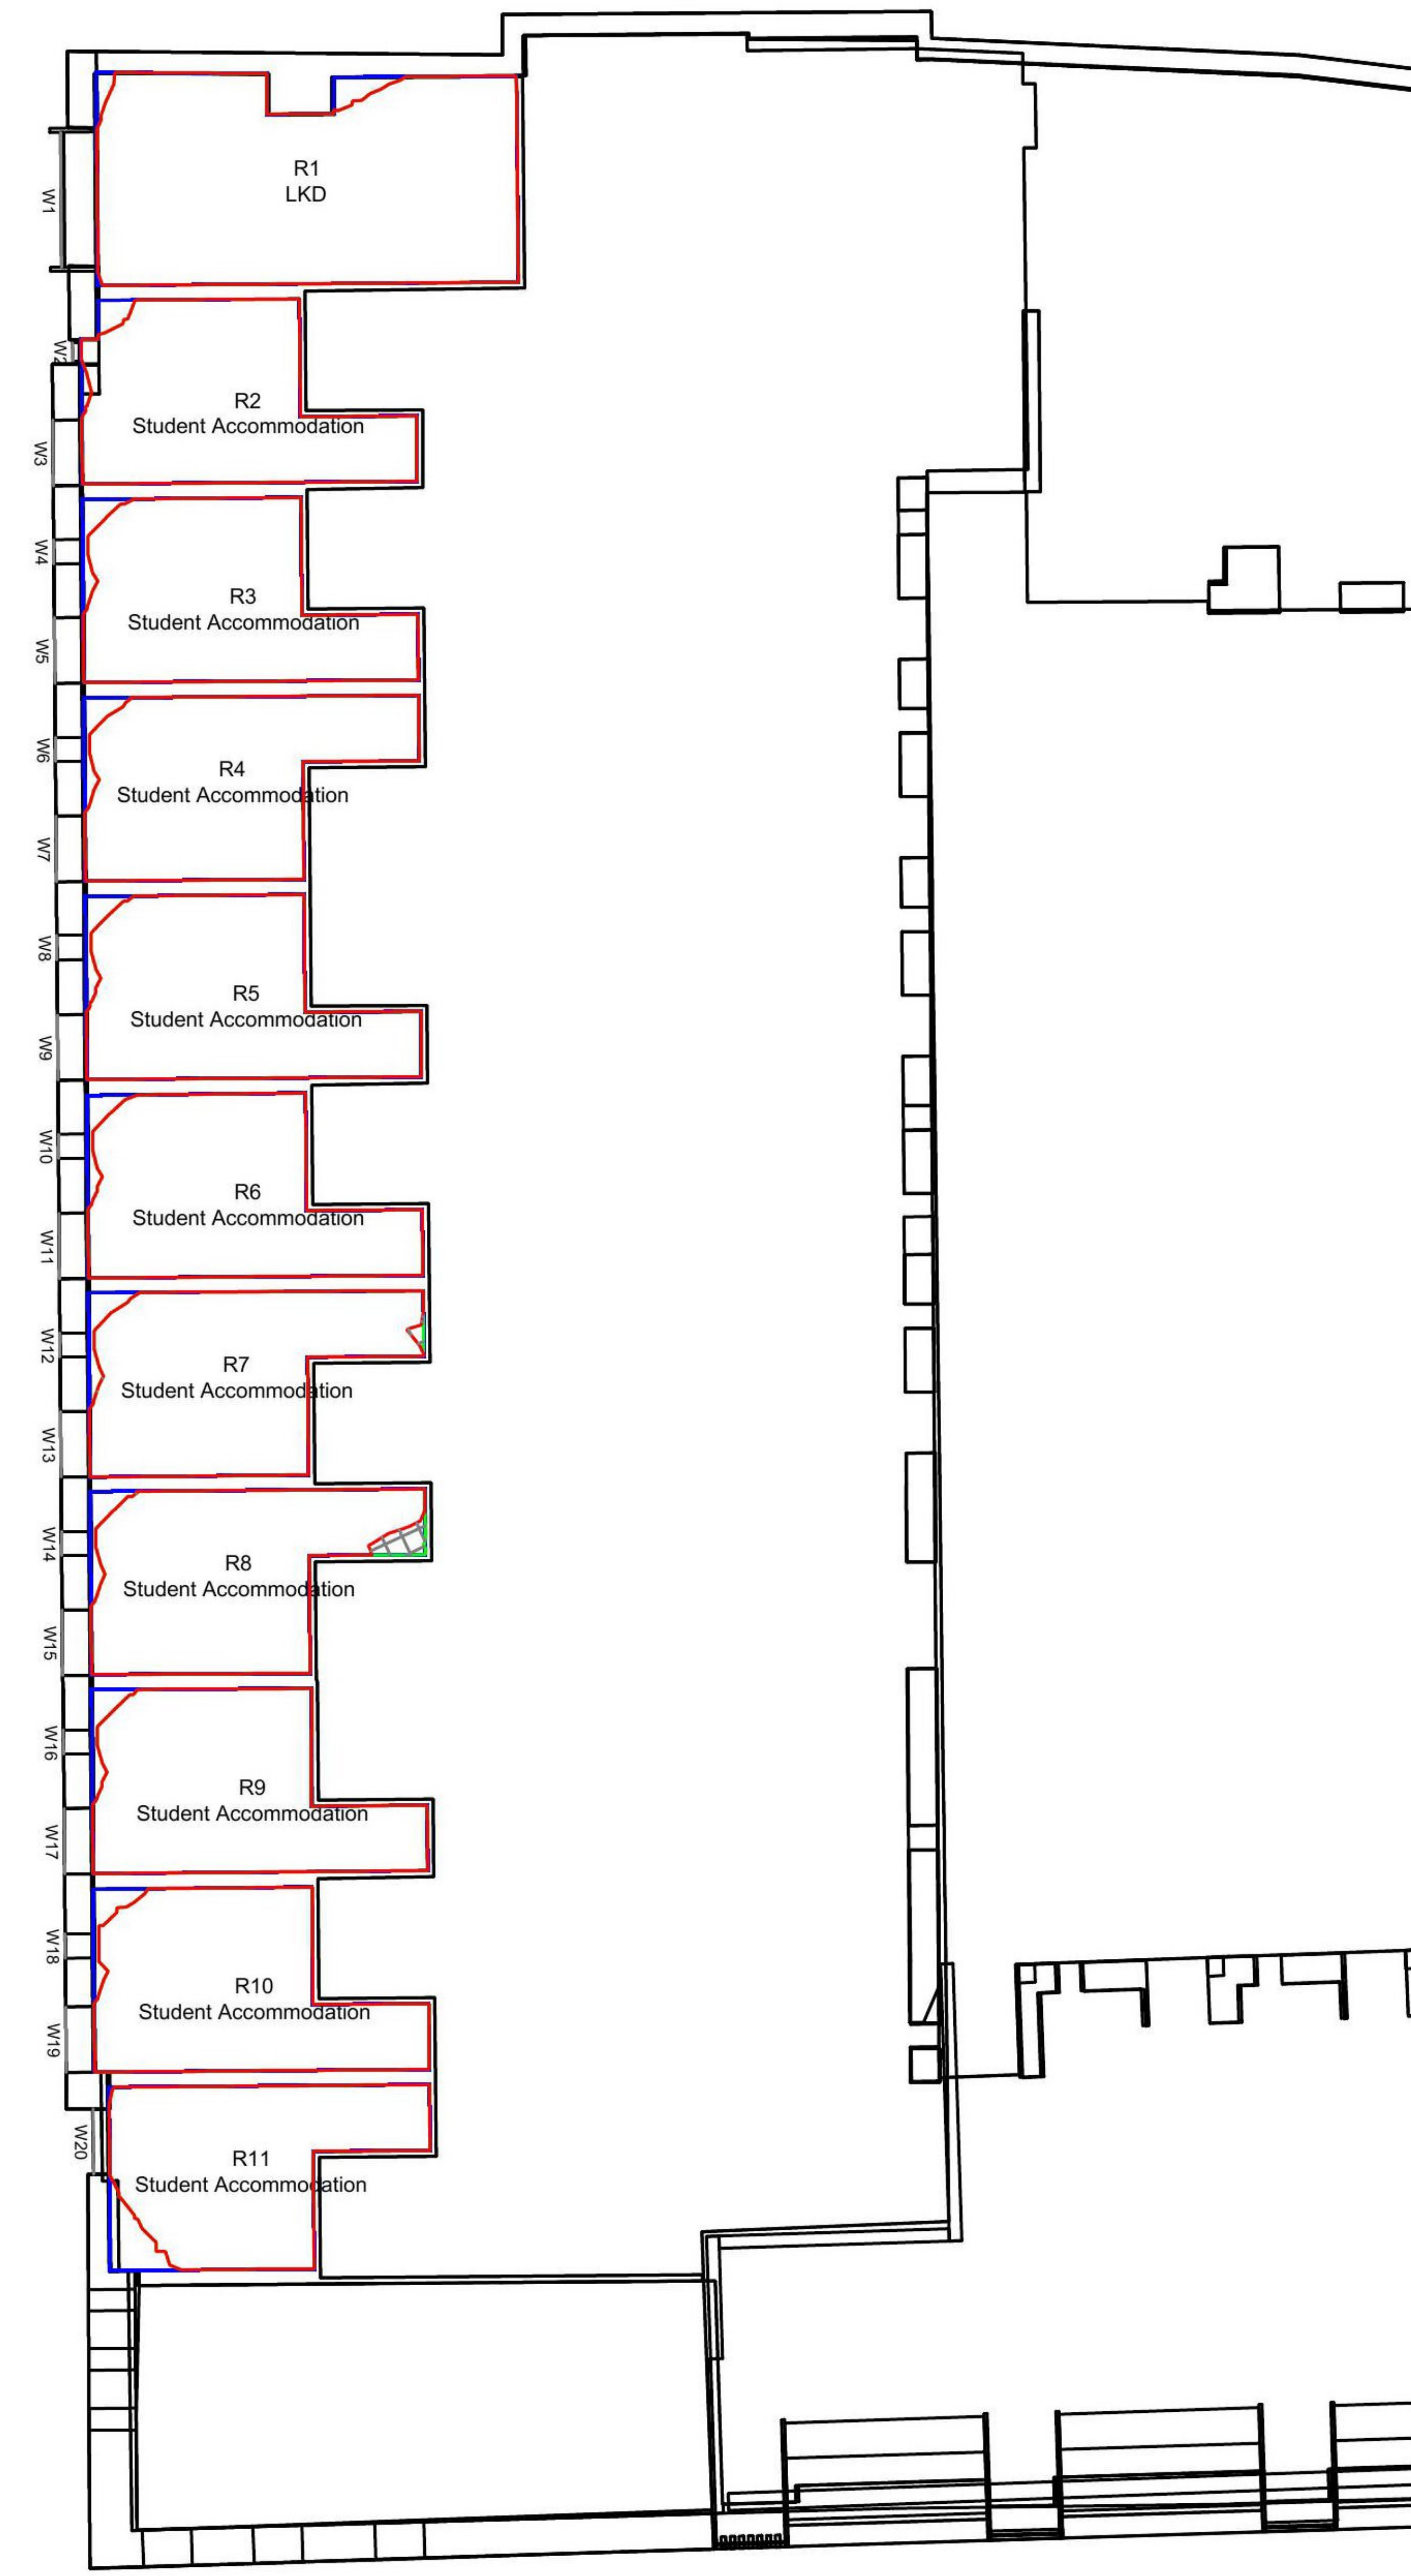 R1
LKD
W1
R2
Student Accommodation
W2
W3
R3
Student Accommodation
W4
W5
R4
Student Accommodation
W6
W7
R5
Student Accommodation
W8
W9
R6
Student Accommodation
W10
W11
R7
Student Accommodation
W12
W13
R8
Student Accommodation
W14
W15
R9
Student Accommodation
W16
W17
R10
Student Accommodation
W18
W19
R11
Student Accommodation
W20